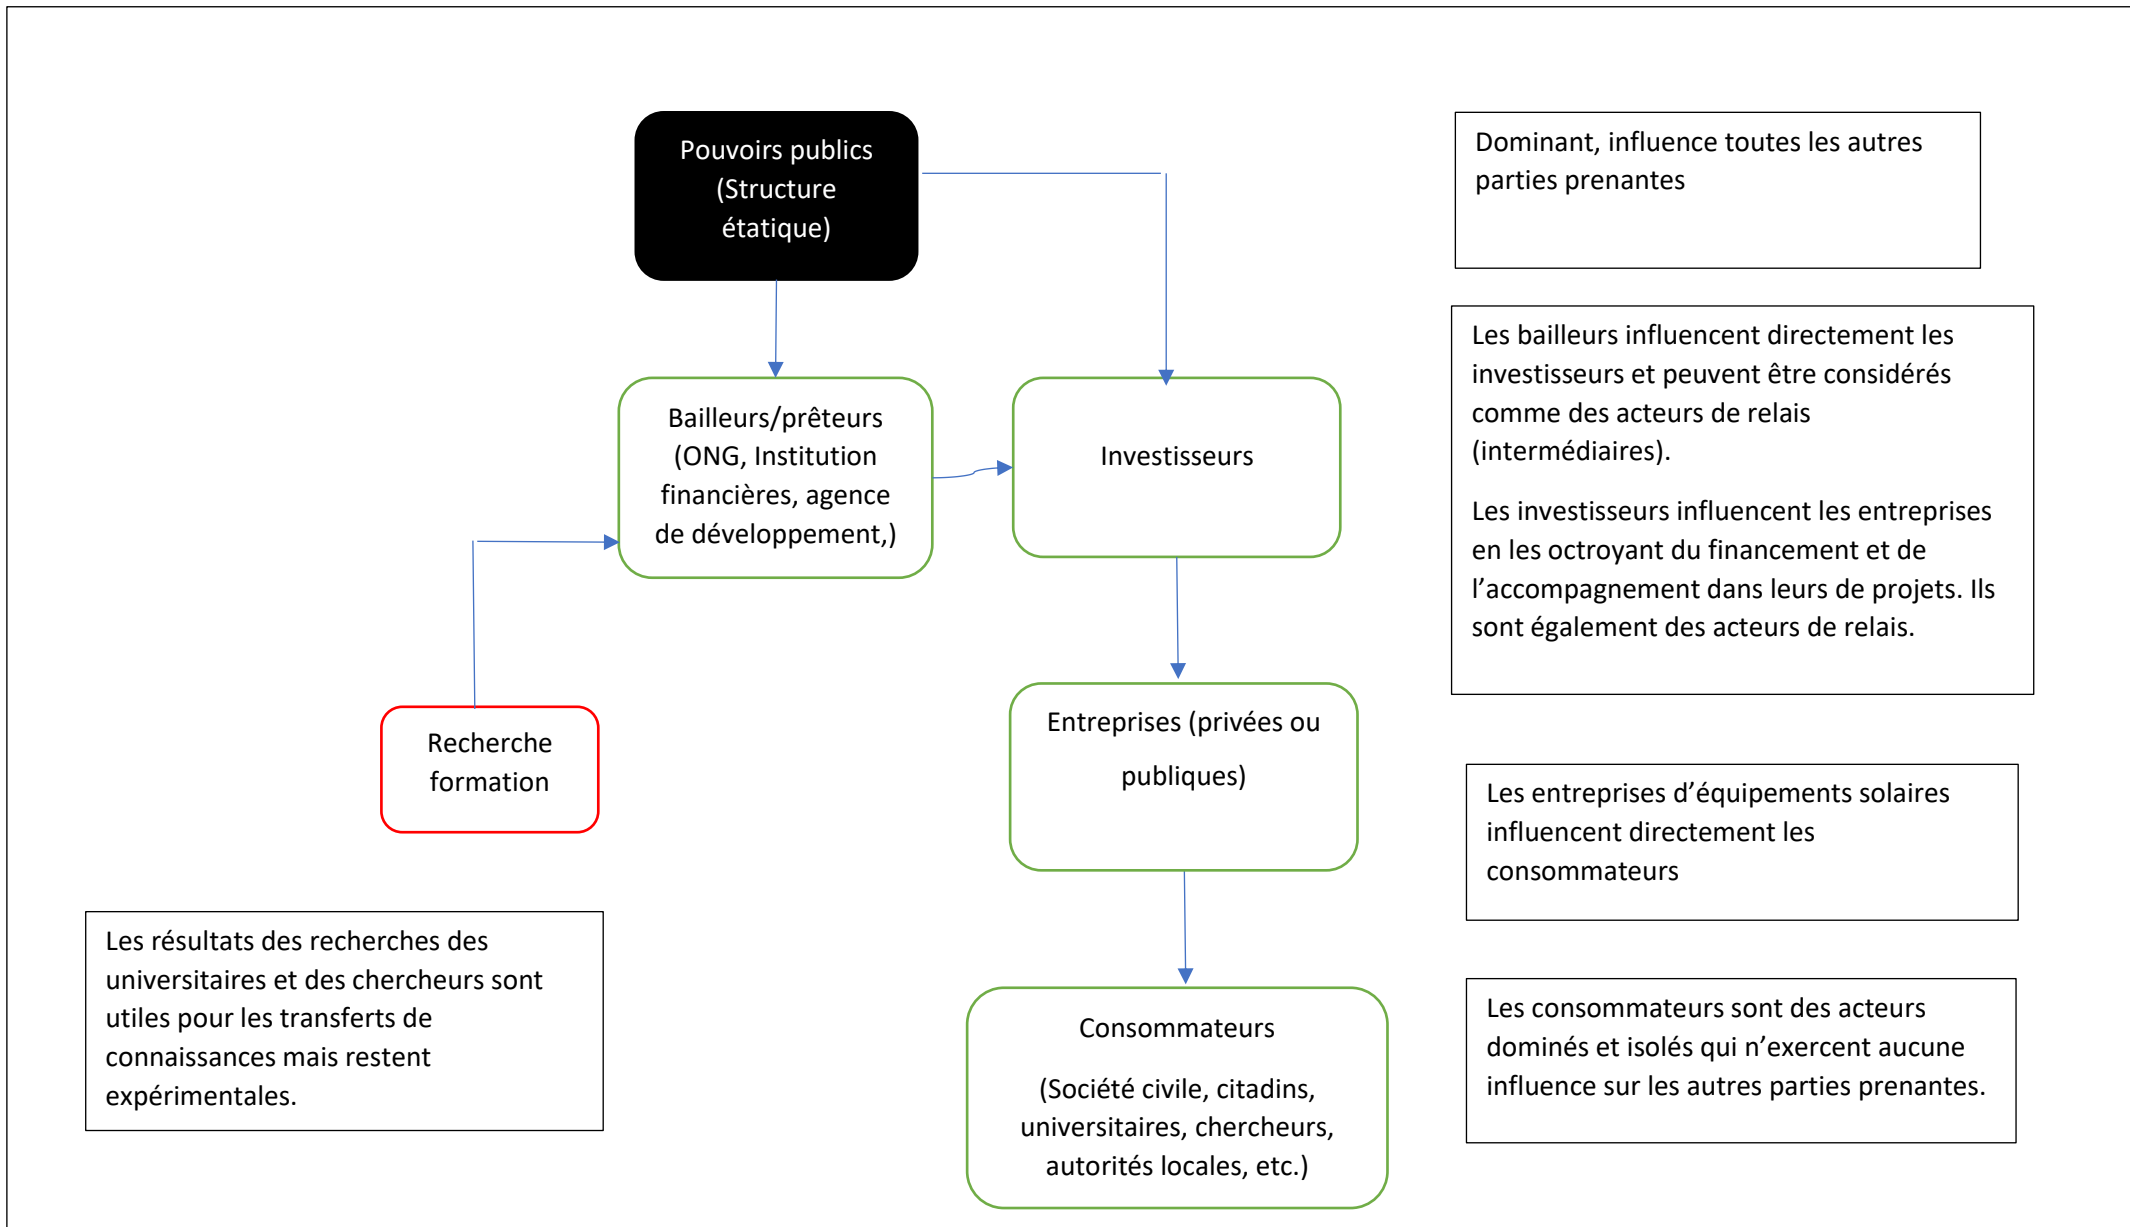 Pouvoirs publics
(Structure
étatique)
Dominant, influence toutes les autres
parties prenantes
Bailleurs/prêteurs
(ONG, Institution
financières, agence
de développement,)
Investisseurs
Les bailleurs influencent directement les
investisseurs et peuvent être considérés
comme des acteurs de relais
(intermédiaires).
Les investisseurs influencent les entreprises
en les octroyant du financement et de
l’accompagnement dans leurs de projets. Ils
sont également des acteurs de relais.
Recherche
formation
Entreprises (privées ou
publiques)
Les entreprises d’équipements solaires
influencent directement les
consommateurs
Les résultats des recherches des
universitaires et des chercheurs sont
utiles pour les transferts de
connaissances mais restent
expérimentales.
Consommateurs
(Société civile, citadins,
universitaires, chercheurs,
autorités locales, etc.)
Les consommateurs sont des acteurs
dominés et isolés qui n’exercent aucune
influence sur les autres parties prenantes.